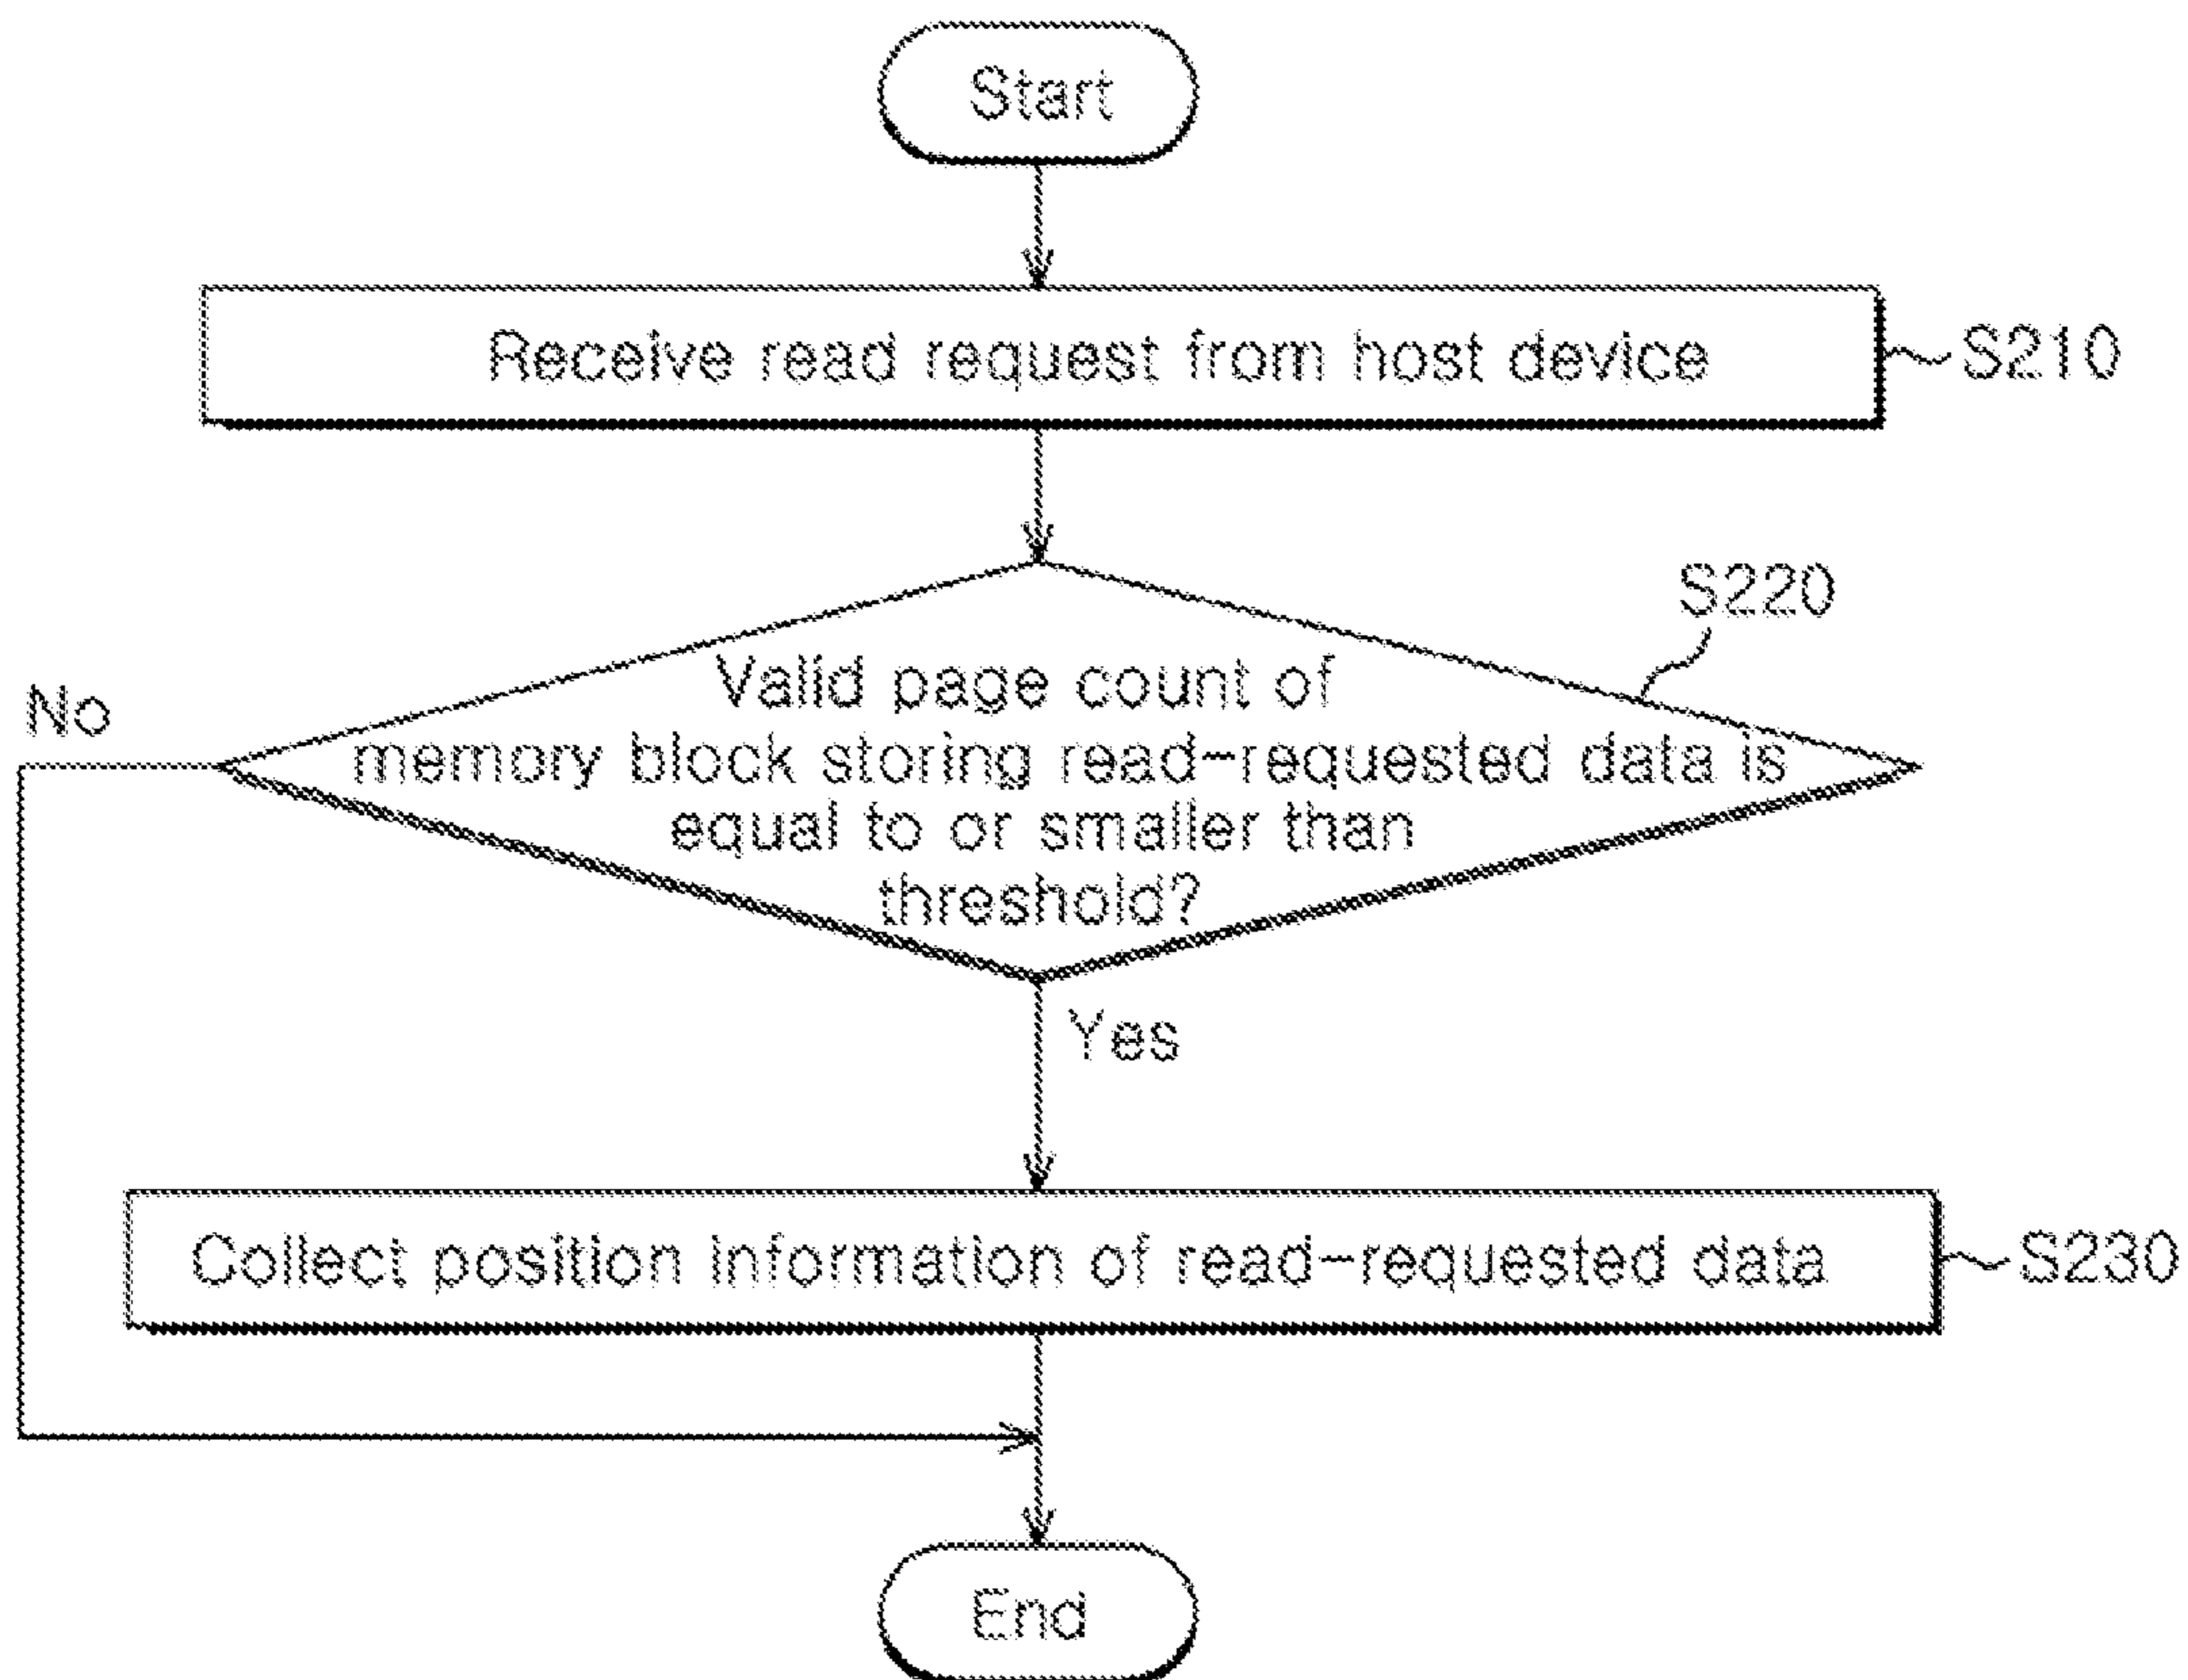 Start
Receive read request from host device
S210
S220
Valid page count of
memory block storing read-requested data is
equal to or smaller than
threshold?
No
Yes
Collect position information of read-requested data
S230
End